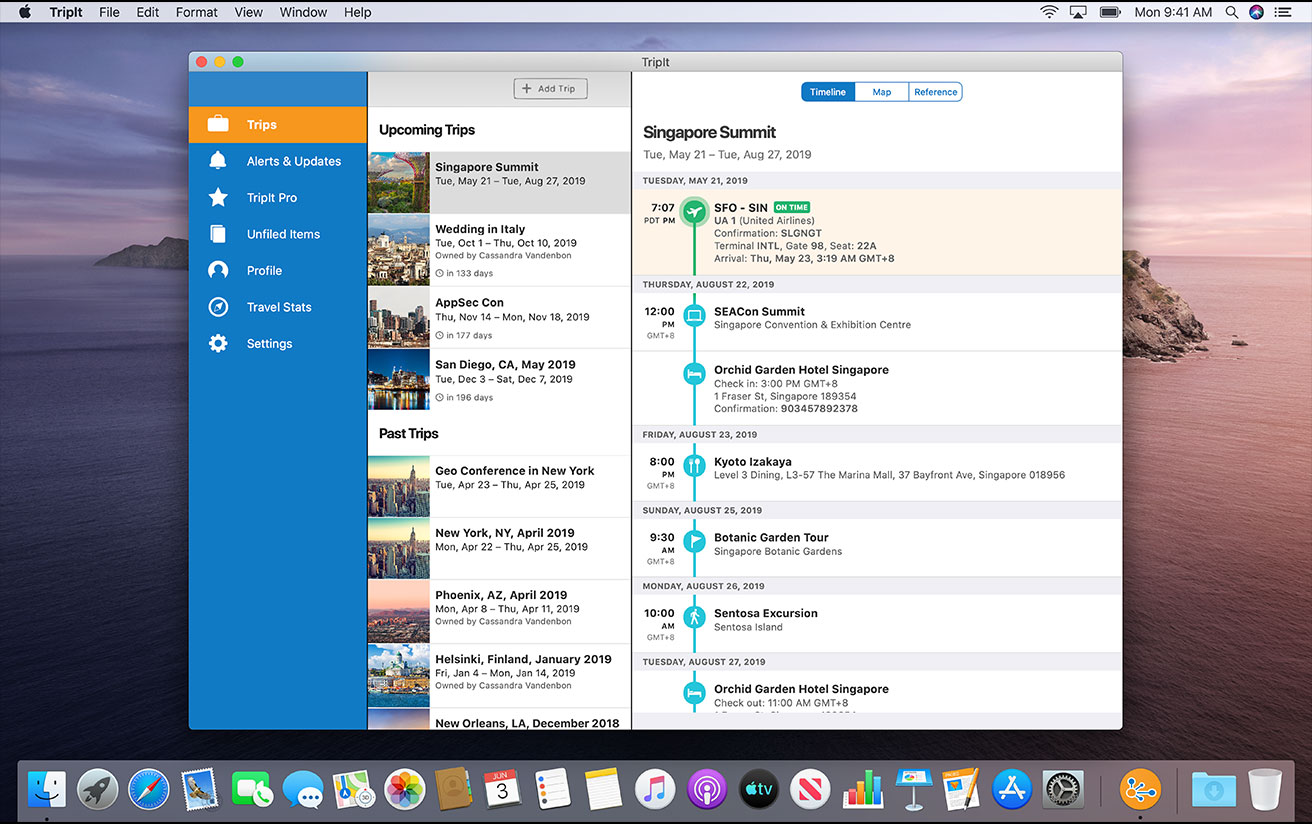 TripIt File Edit Format View Window Help
Mon 9:41 AM
TripIt
Trips
Alerts & Updates
TripIt Pro
Unfiled Items
Profile
Travel Stats
Settings
+ Add Trip
Upcoming Trips
Singapore Summit
Tue, May 21 – Tue, Aug 27, 2019
Wedding in Italy
Tue, Oct 1 – Thu, Oct 10, 2019
Owned by Cassandra Vandenbon
in 133 days
AppSec Con
Thu, Nov 14 – Mon, Nov 18, 2019
in 177 days
San Diego, CA, May 2019
Tue, Dec 3 – Sat, Dec 7, 2019
in 196 days
Past Trips
Geo Conference in New York
Tue, Apr 23 – Thu, Apr 25, 2019
New York, NY, April 2019
Mon, Apr 22 – Thu, Apr 25, 2019
Phoenix, AZ, April 2019
Mon, Apr 8 – Thu, Apr 11, 2019
Owned by Cassandra Vandenbon
Helsinki, Finland, January 2019
Fri, Jan 4 – Mon, Jan 14, 2019
Owned by Cassandra Vandenbon
New Orleans, LA, December 2018
Timeline Map Reference
Singapore Summit
Tue, May 21 – Tue, Aug 27, 2019
TUESDAY, MAY 21, 2019
7:07
PDT PM
SFO - SIN ON TIME
UA 1 (United Airlines)
Confirmation: SLGNGT
Terminal INTL, Gate 98, Seat: 22A
Arrival: Thu, May 23, 3:19 AM GMT+8
THURSDAY, AUGUST 22, 2019
12:00
PM
GMT+8
SEACon Summit
Singapore Convention & Exhibition Centre
Orchid Garden Hotel Singapore
Check in: 3:00 PM GMT+8
1 Fraser St, Singapore 189354
Confirmation: 903457892378
FRIDAY, AUGUST 23, 2019
8:00
PM
GMT+8
Kyoto Izakaya
Level 3 Dining, L3-57 The Marina Mall, 37 Bayfront Ave, Singapore 018956
SUNDAY, AUGUST 25, 2019
9:30
AM
GMT+8
Botanic Garden Tour
Singapore Botanic Gardens
MONDAY, AUGUST 26, 2019
10:00
AM
GMT+8
Sentosa Excursion
Sentosa Island
TUESDAY, AUGUST 27, 2019
Orchid Garden Hotel Singapore
Check out: 11:00 AM GMT+8
JUN
3
tv